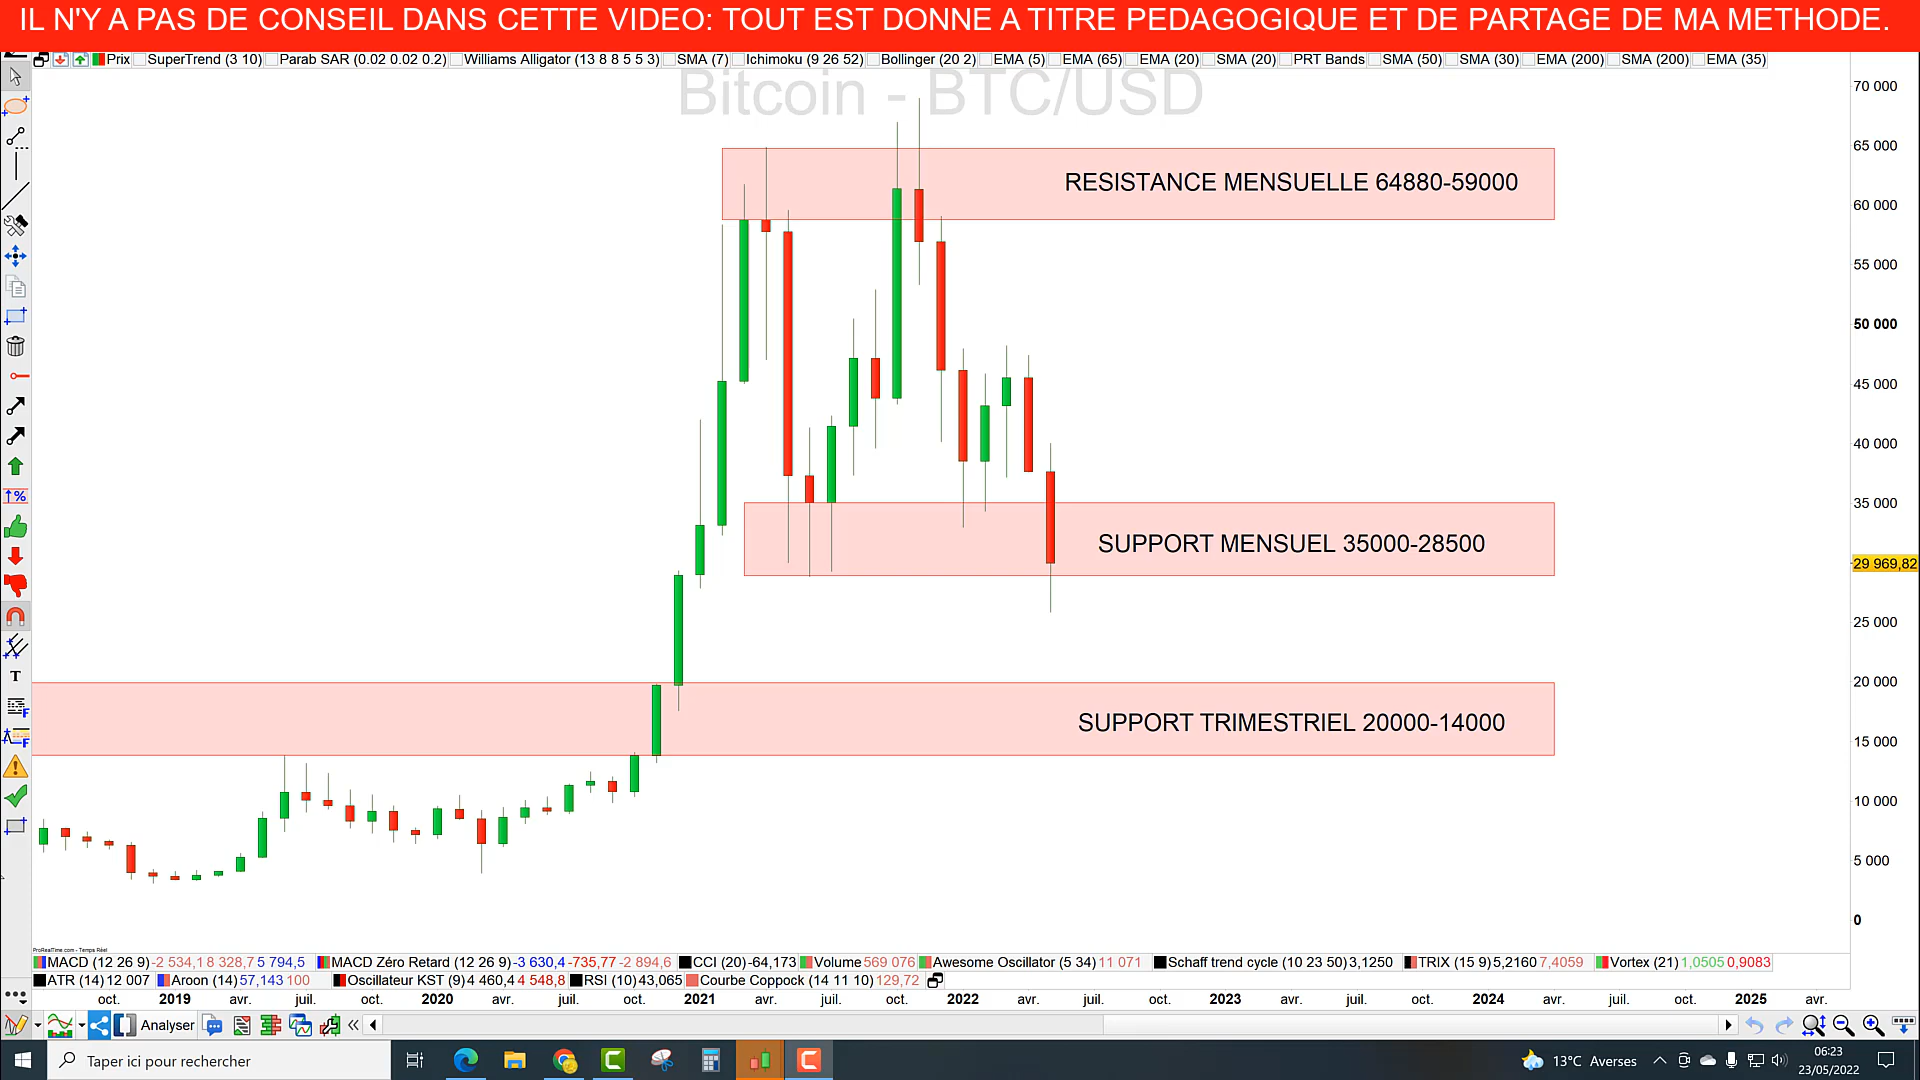 IL N'Y A PAS DE CONSEIL DANS CETTE VIDEO: TOUT EST DONNE A TITRE PEDAGOGIQUE ET DE PARTAGE DE MA METHODE.
Prix SuperTrend (3 10) Parab SAR (0.02 0.02 0.2) Williams Alligator (13 8 8 5 5 3) SMA (7) Ichimoku (9 26 52) Bollinger (20 2) EMA (5) EMA (65) EMA (20) SMA (20) PRT Bands SMA (50) SMA (30) EMA (200) SMA (200) EMA (35)
Bitcoin - BTC/USD
70 000
65 000
RESISTANCE MENSUELLE 64880-59000
60 000
55 000
50 000
45 000
40 000
35 000
SUPPORT MENSUEL 35000-28500
29 969,82
25 000
20 000
SUPPORT TRIMESTRIEL 20000-14000
15 000
10 000
5 000
0
ProRealTime.com - Temps Réel
MACD (12 26 9) -2 534,1 8 328,7 5 794,5 MACD Zéro Retard (12 26 9) -3 630,4 -735,77 -2 894,6 CCI (20) -64,173 Volume 569 076 Awesome Oscillator (5 34) 11 071 Schaff trend cycle (10 23 50) 3,1250 TRIX (15 9) 5,2160 7,4059 Vortex (21) 1,0505 0,9083
ATR (14) 12 007 Aroon (14) 57,143 100 Oscillateur KST (9) 4 460,4 4 548,8 RSI (10) 43,065 Courbe Coppock (14 11 10) 129,72
oct. 2019 avr. juil. oct. 2020 avr. juil. oct. 2021 avr. juil. oct. 2022 avr. juil. oct. 2023 avr. juil. oct. 2024 avr. juil. oct. 2025 avr.
Analyser
Taper ici pour rechercher
13°C Averses
06:23
23/05/2022